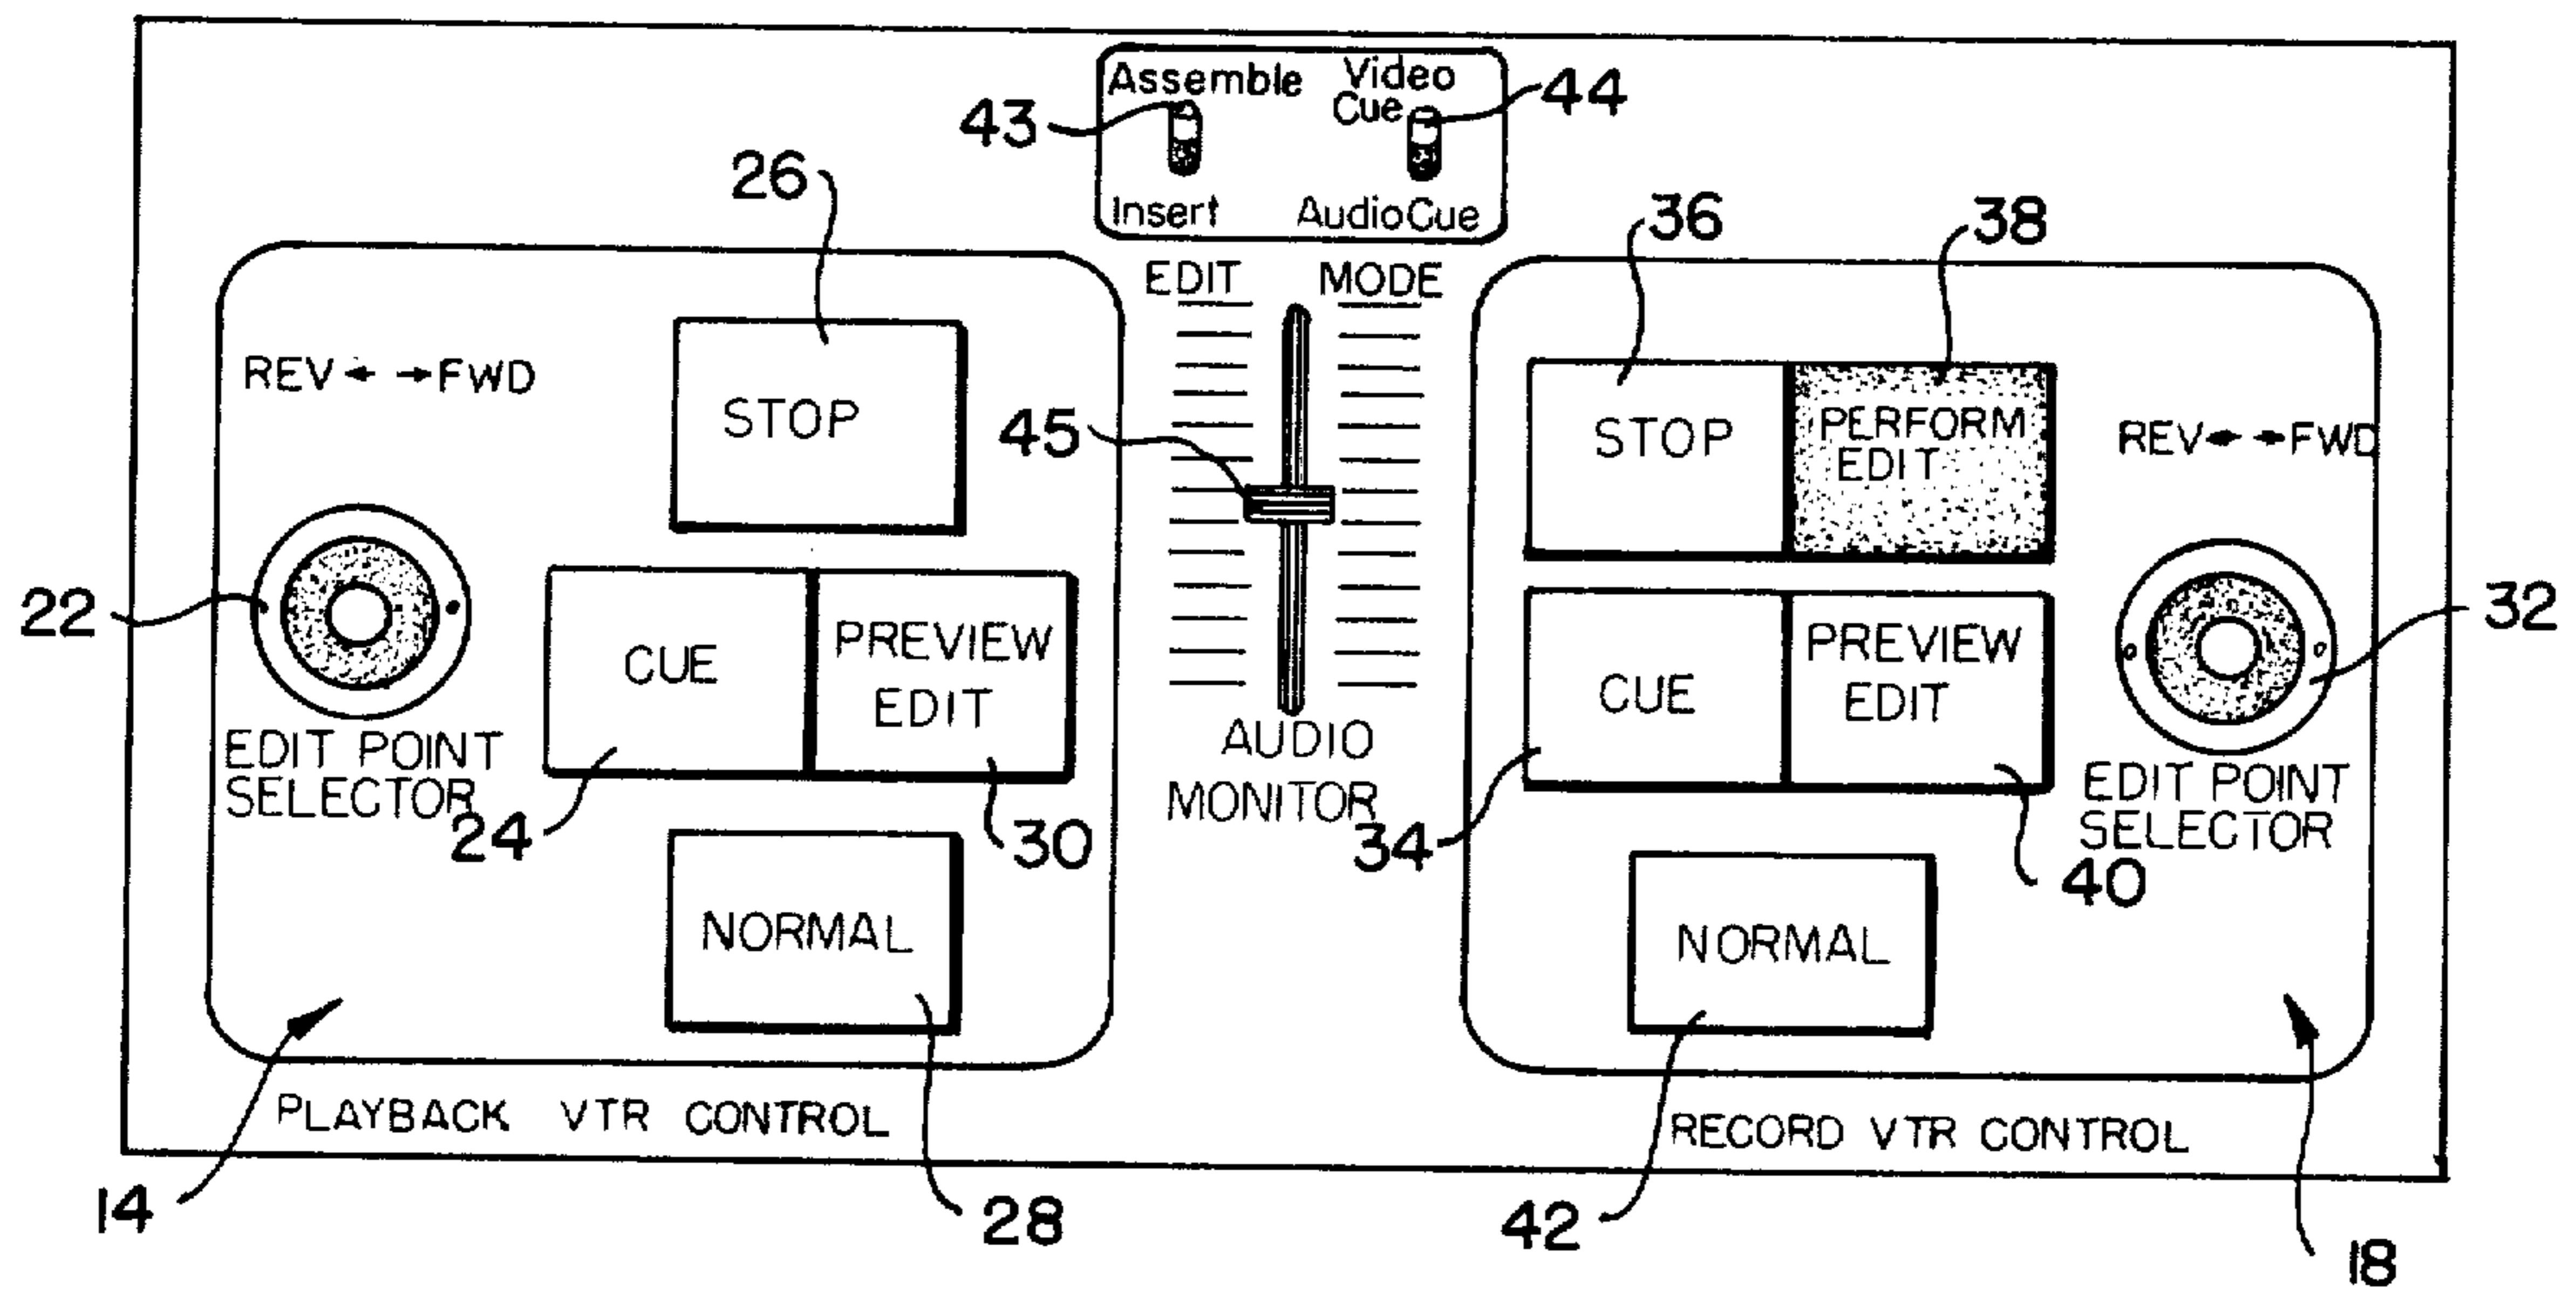 Assemble
Video
Cue
43
44
Insert
AudioCue
EDIT MODE
26
REV ← → FWD
STOP
22
CUE
PREVIEW
EDIT
EDIT POINT
SELECTOR
24
30
NORMAL
14
28
PLAYBACK VTR CONTROL
45
AUDIO
MONITOR
36
38
STOP
PERFORM
EDIT
REV ← → FWD
32
CUE
PREVIEW
EDIT
EDIT POINT
SELECTOR
34
40
NORMAL
42
18
RECORD VTR CONTROL